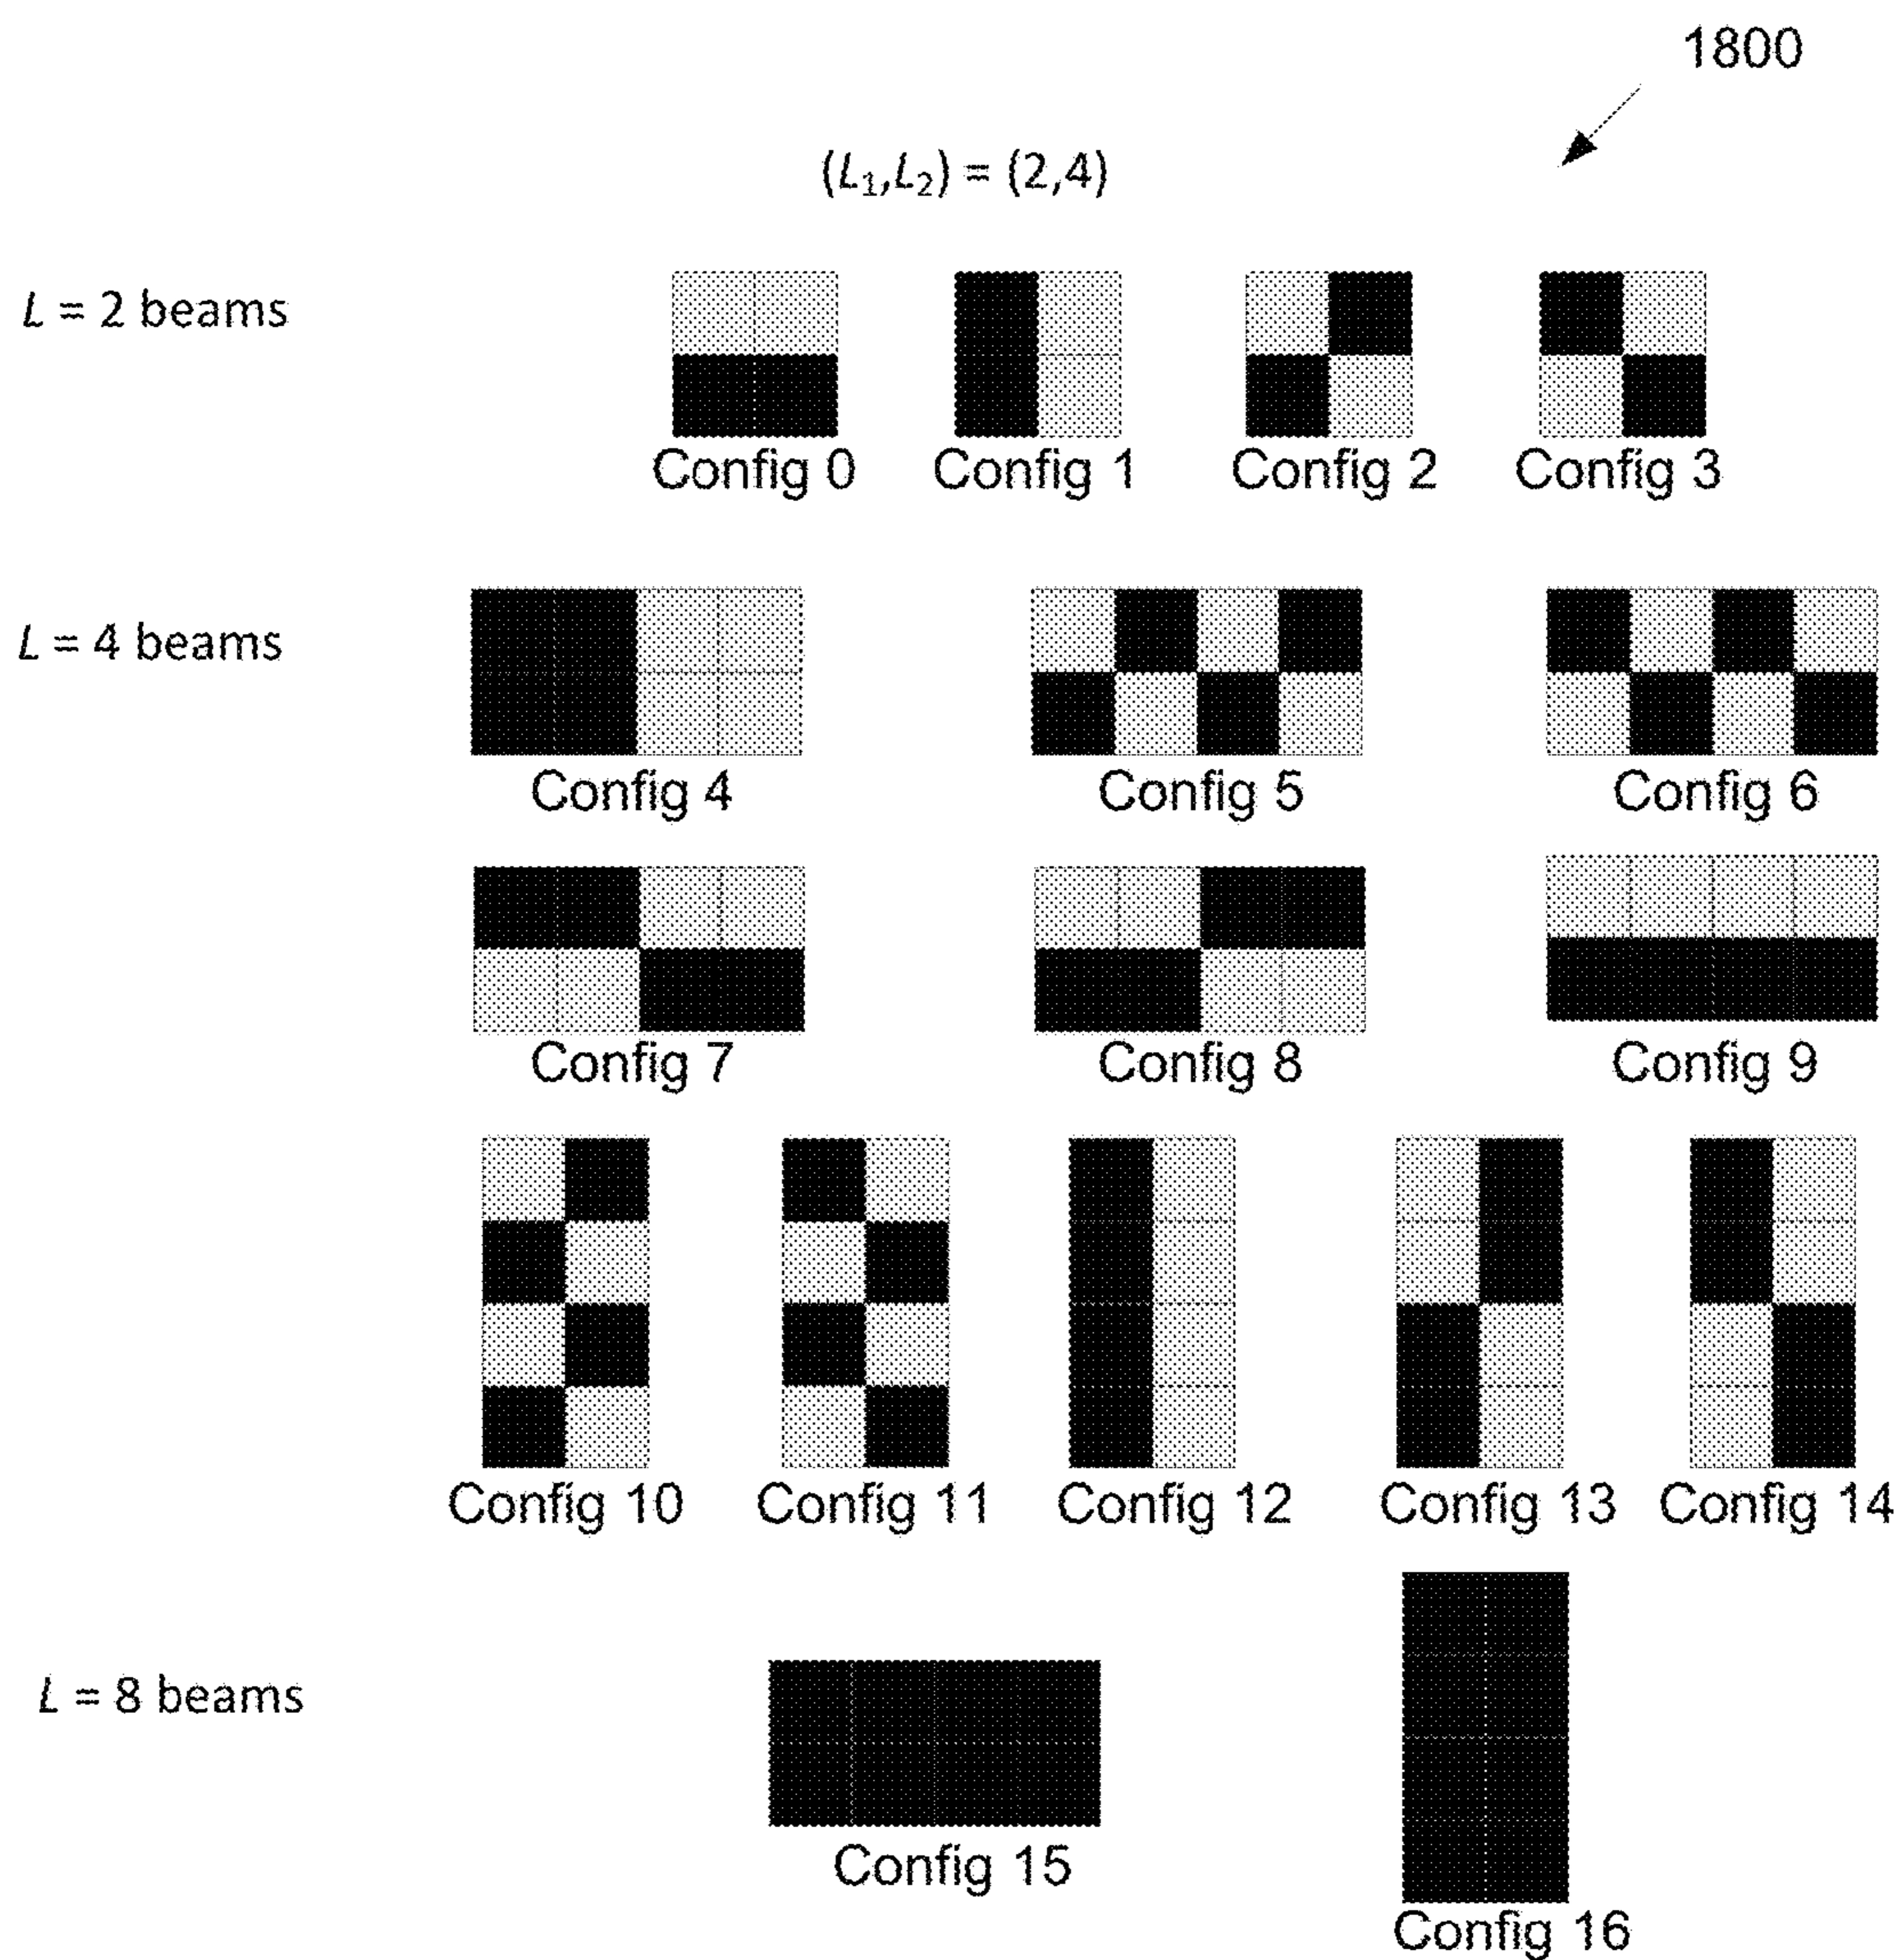 1800
(L₁,L₂) = (2,4)
L = 2 beams
Config 0 Config 1 Config 2 Config 3
L = 4 beams
Config 4 Config 5 Config 6
Config 7 Config 8 Config 9
Config 10 Config 11 Config 12 Config 13 Config 14
L = 8 beams
Config 15
Config 16